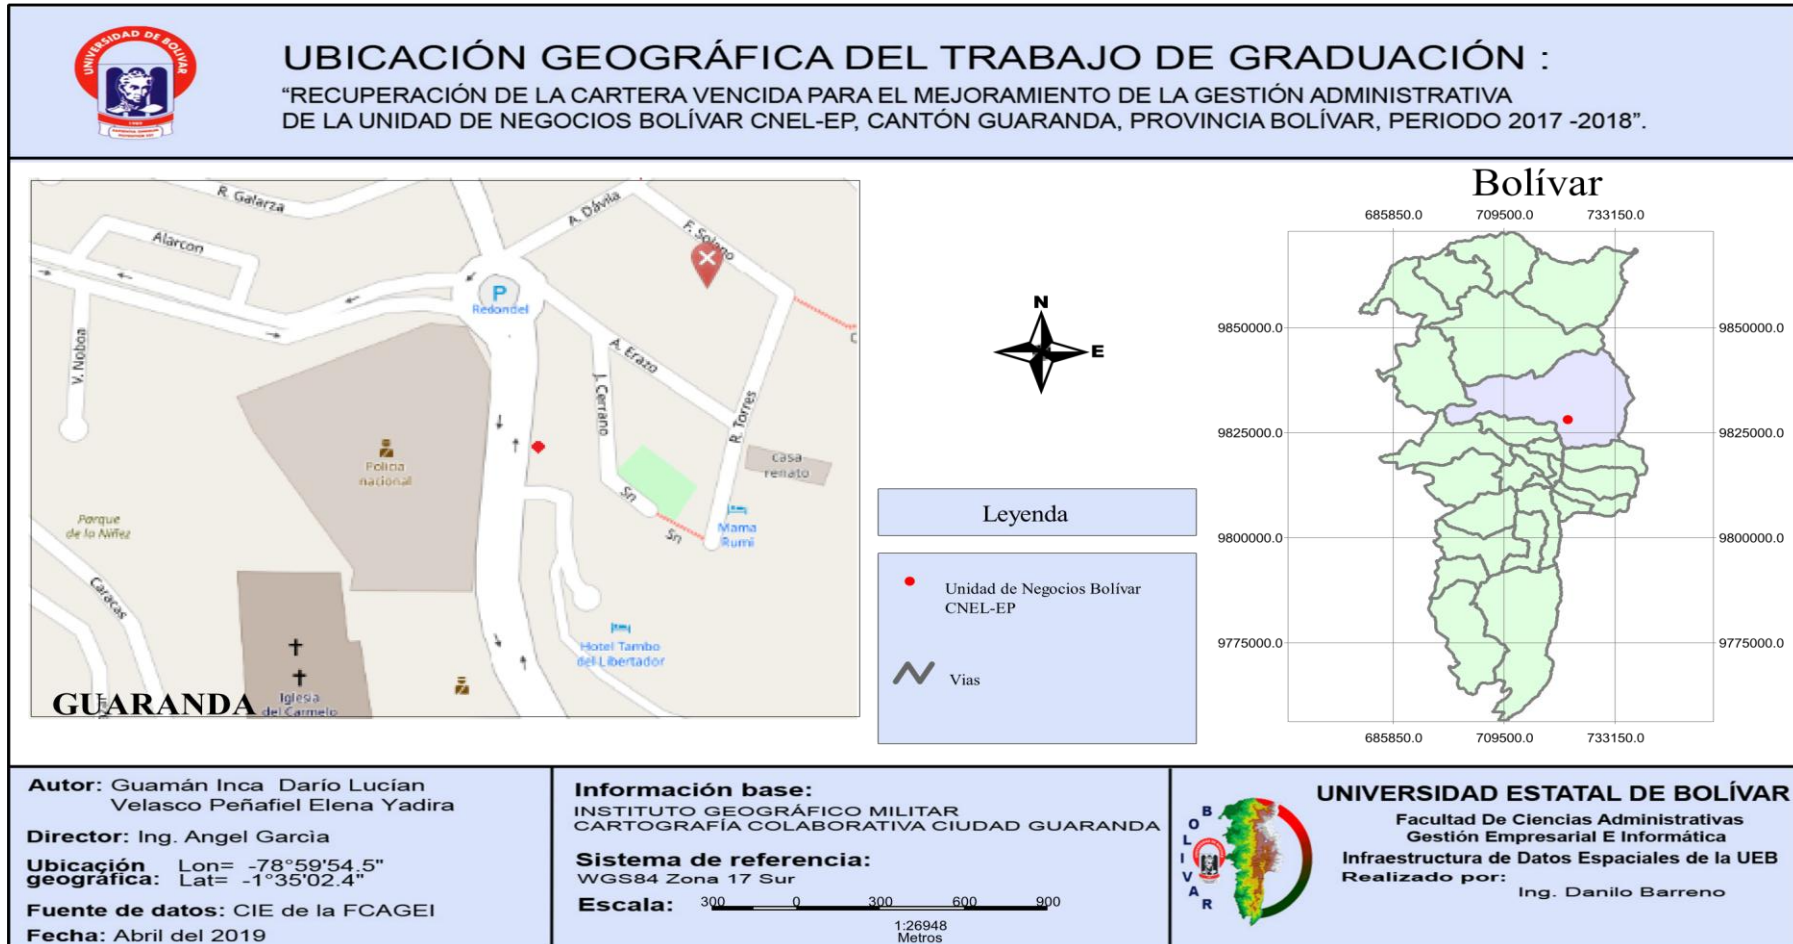 UNIVERSIDAD DE BOLIVAR
UBICACIÓN GEOGRÁFICA DEL TRABAJO DE GRADUACIÓN :
“RECUPERACIÓN DE LA CARTERA VENCIDA PARA EL MEJORAMIENTO DE LA GESTIÓN ADMINISTRATIVA
DE LA UNIDAD DE NEGOCIOS BOLÍVAR CNEL-EP, CANTÓN GUARANDA, PROVINCIA BOLÍVAR, PERIODO 2017 -2018”.
R. Galarza
Alarcon
A. Dávila
F. Solano
P
Redondel
V. Noboa
A. Erazo
J. Cerrano
R. Torres
Policia
nacional
casa
renato
Sn
Sn
Mama
Rumi
Parque
de la Niñez
Caracas
Hotel Tambo
del Libertador
Iglesia
del Carmelo
GUARANDA
N
E
Leyenda
Unidad de Negocios Bolívar
CNEL-EP
Vias
Bolívar
685850.0 709500.0 733150.0
9850000.0 9850000.0
9825000.0 9825000.0
9800000.0 9800000.0
9775000.0 9775000.0
685850.0 709500.0 733150.0
Autor: Guamán Inca Darío Lucían
Velasco Peñafiel Elena Yadira
Director: Ing. Angel Garcìa
Ubicación Lon= -78°59'54.5"
geográfica: Lat= -1°35'02.4"
Fuente de datos: CIE de la FCAGEI
Fecha: Abril del 2019
Información base:
INSTITUTO GEOGRÁFICO MILITAR
CARTOGRAFÍA COLABORATIVA CIUDAD GUARANDA
Sistema de referencia:
WGS84 Zona 17 Sur
Escala: 300 0 300 600 900
1:26948
Metros
BOLIVAR
UNIVERSIDAD ESTATAL DE BOLÍVAR
Facultad De Ciencias Administrativas
Gestión Empresarial E Informática
Infraestructura de Datos Espaciales de la UEB
Realizado por:
Ing. Danilo Barreno